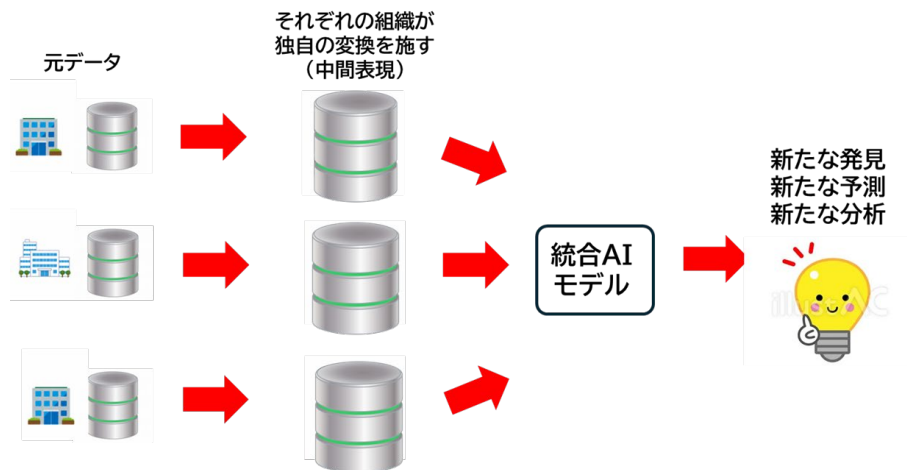 それぞれの組織が
独自の変換を施す
（中間表現）
元データ
新たな発見
新たな予測
新たな分析
統合AI
モデル
illustAC